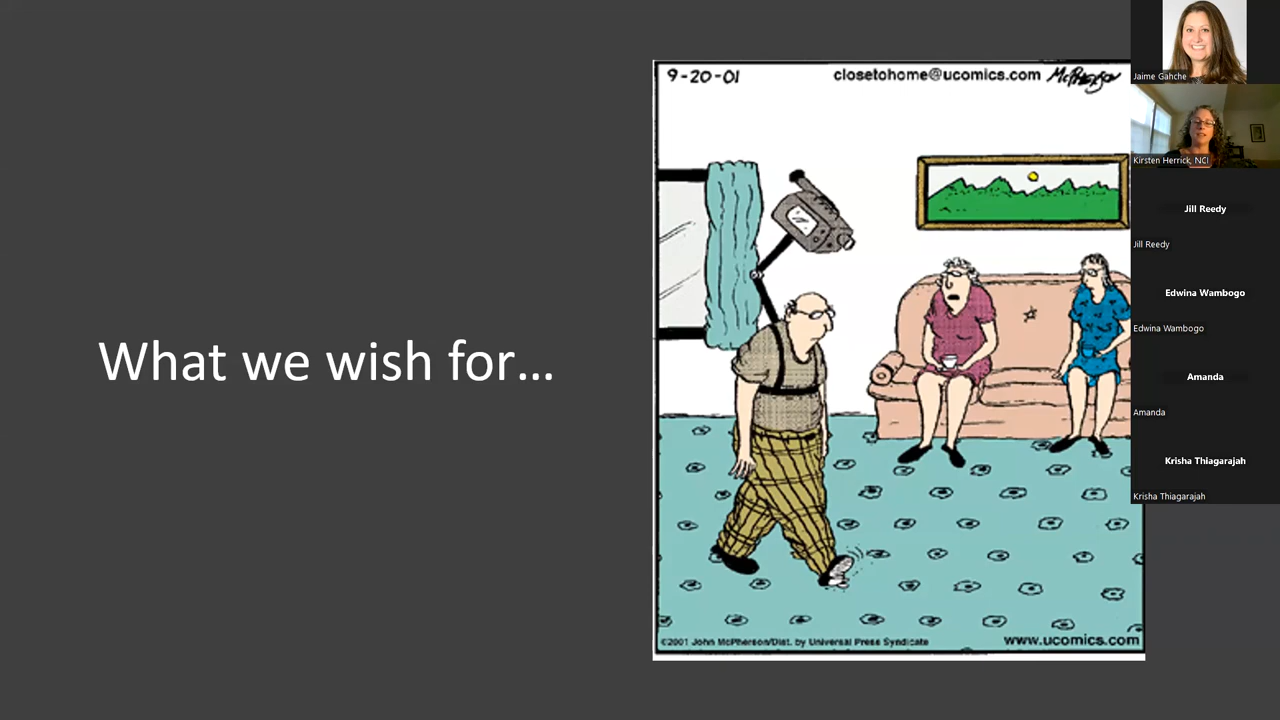 What we wish for...
9-20-01
closetohome@ucomics.com McPherson
©2001 John McPherson/Dist. by Universal Press Syndicate
www.ucomics.com
Jaime Gahche
Kirsten Herrick, NCI
Jill Reedy
Jill Reedy
Edwina Wambogo
Edwina Wambogo
Amanda
Amanda
Krisha Thiagarajah
Krisha Thiagarajah